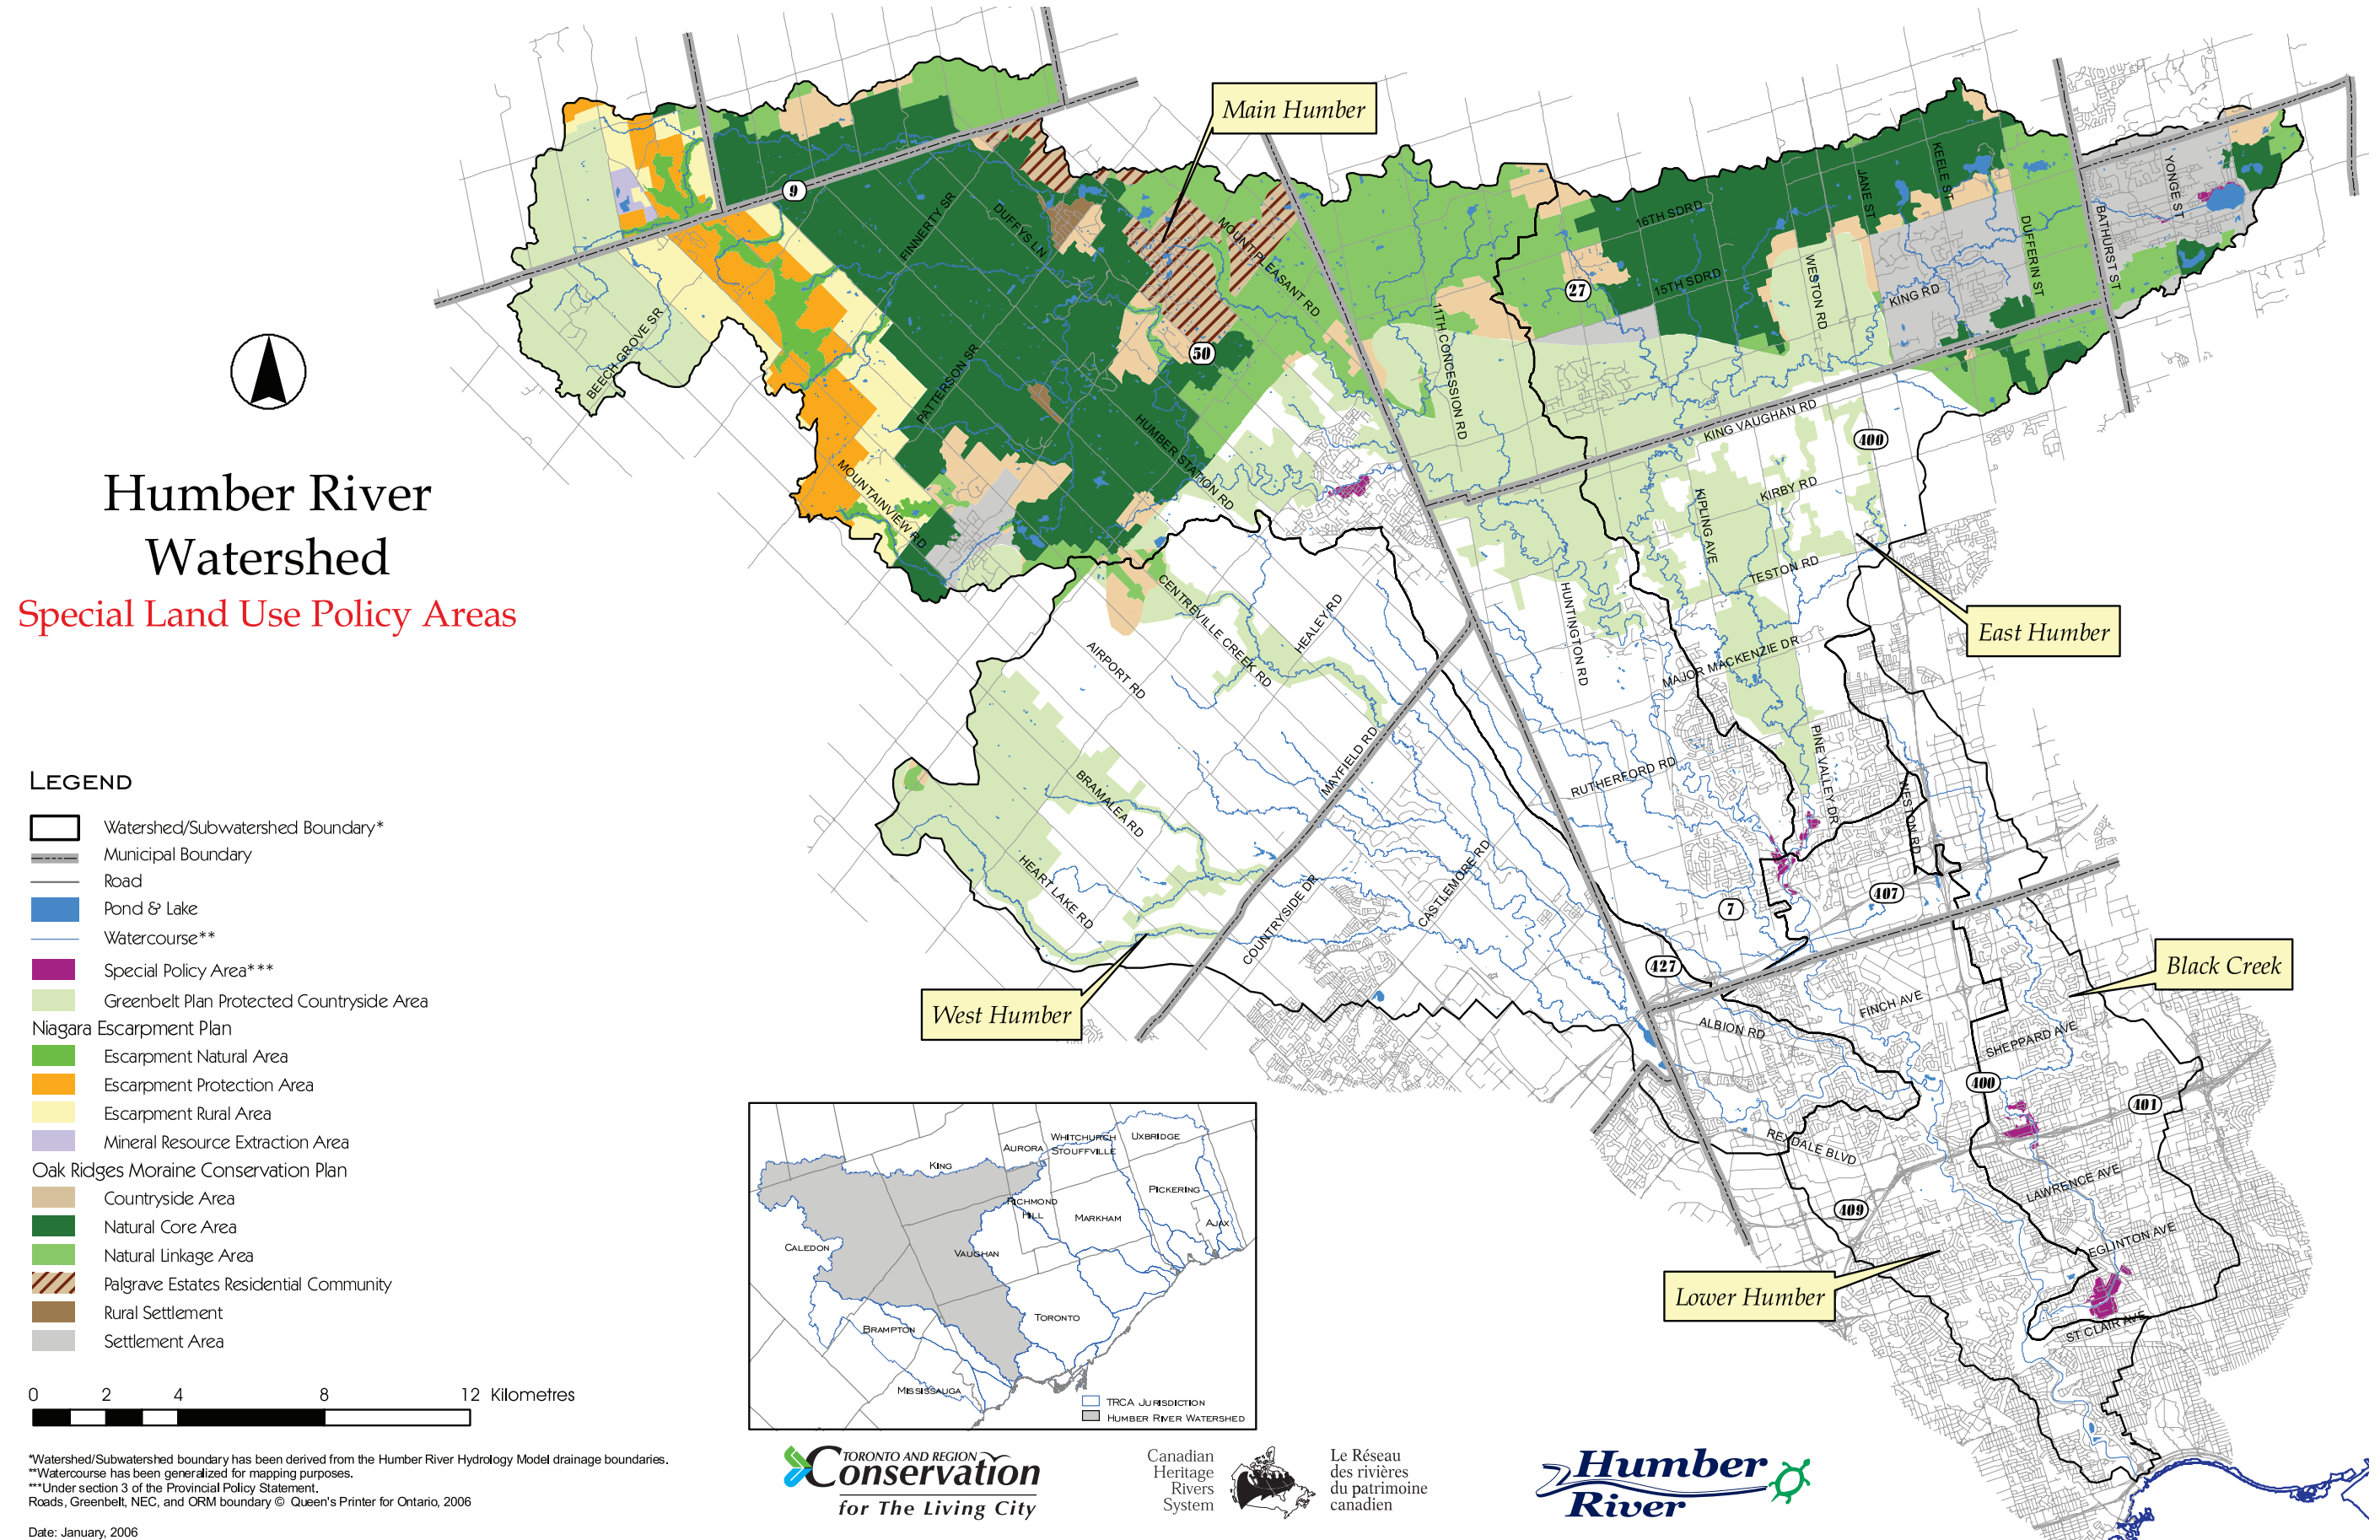 Humber River
Watershed
Special Land Use Policy Areas
Main Humber
East Humber
West Humber
Black Creek
Lower Humber
9
50
27
400
7
407
427
400
401
409
FINNERTY SR
DUFFYS LN
MOUNTPLEASANT RD
BEECH GROVE SR
PATTERSON SR
HUMBER STATION RD
MOUNTAINVIEW RD
11TH CONCESSION RD
16TH SDRD
15TH SDRD
JANE ST
KEELE ST
WESTON RD
KING RD
DUFFERIN ST
BATHURST ST
YONGE ST
KING VAUGHAN RD
KIRBY RD
KIPLING AVE
TESTON RD
HUNTINGTON RD
MAJOR MACKENZIE DR
PINE VALLEY DR
RUTHERFORD RD
WESTON RD
CENTREVILLE CREEK RD
HEALEY RD
AIRPORT RD
MAYFIELD RD
BRAMALEA RD
HEART LAKE RD
COUNTRYSIDE DR
CASTLEMORE RD
ALBION RD
FINCH AVE
SHEPPARD AVE
REXDALE BLVD
LAWRENCE AVE
EGLINTON AVE
ST CLAIR AVE
LEGEND
Watershed/Subwatershed Boundary*
Municipal Boundary
Road
Pond & Lake
Watercourse**
Special Policy Area***
Greenbelt Plan Protected Countryside Area
Niagara Escarpment Plan
Escarpment Natural Area
Escarpment Protection Area
Escarpment Rural Area
Mineral Resource Extraction Area
Oak Ridges Moraine Conservation Plan
Countryside Area
Natural Core Area
Natural Linkage Area
Palgrave Estates Residential Community
Rural Settlement
Settlement Area
0 2 4 8 12 Kilometres
*Watershed/Subwatershed boundary has been derived from the Humber River Hydrology Model drainage boundaries.
**Watercourse has been generalized for mapping purposes.
***Under section 3 of the Provincial Policy Statement.
Roads, Greenbelt, NEC, and ORM boundary © Queen's Printer for Ontario, 2006
Date: January, 2006
KING
AURORA
WHITCHURCH
STOUFFVILLE
UXBRIDGE
RICHMOND
HILL
MARKHAM
PICKERING
AJAX
CALEDON
VAUGHAN
BRAMPTON
TORONTO
MISSISSAUGA
TRCA JURISDICTION
HUMBER RIVER WATERSHED
TORONTO AND REGION
Conservation
for The Living City
Canadian
Heritage
Rivers
System
Le Réseau
des rivières
du patrimoine
canadien
Humber
River